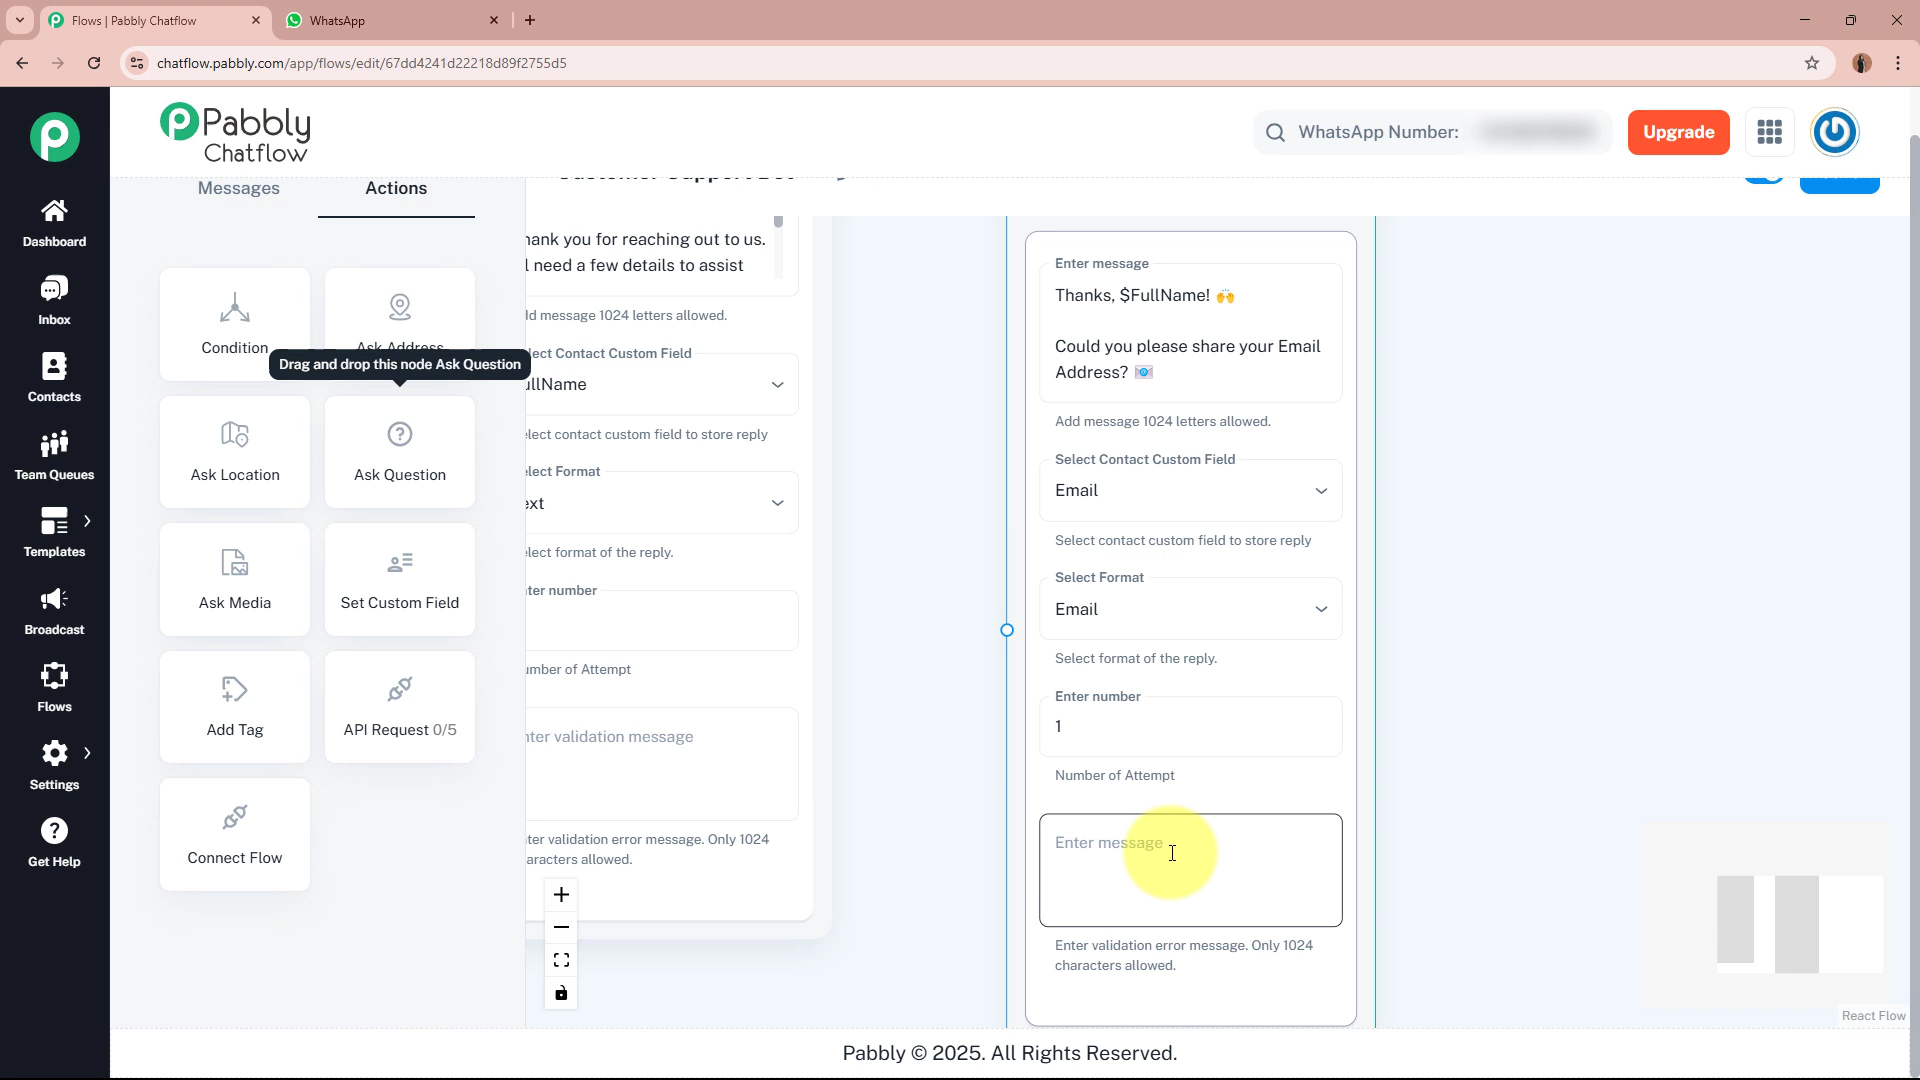 Flows | Pabbly Chatflow
WhatsApp
chatflow.pabbly.com/app/flows/edit/67dd4241d22218d89f2755d5
Pabbly
Chatflow
WhatsApp Number:
Upgrade
Dashboard
Inbox
Contacts
Team Queues
Templates
Broadcast
Flows
Settings
Get Help
Messages
Actions
Condition
Ask Address
Drag and drop this node Ask Question
Ask Location
Ask Question
Ask Media
Set Custom Field
Add Tag
API Request 0/5
Connect Flow
Customer Support Bot
hank you for reaching out to us.
l need a few details to assist
d message 1024 letters allowed.
lect Contact Custom Field
ullName
lect contact custom field to store reply
lect Format
ext
lect format of the reply.
ter number
mber of Attempt
ter validation message
ter validation error message. Only 1024
aracters allowed.
Enter message
Thanks, $FullName! 🙌
Could you please share your Email
Address? 📧
Add message 1024 letters allowed.
Select Contact Custom Field
Email
Select contact custom field to store reply
Select Format
Email
Select format of the reply.
Enter number
1
Number of Attempt
Enter message
Enter validation error message. Only 1024
characters allowed.
React Flow
Pabbly © 2025. All Rights Reserved.